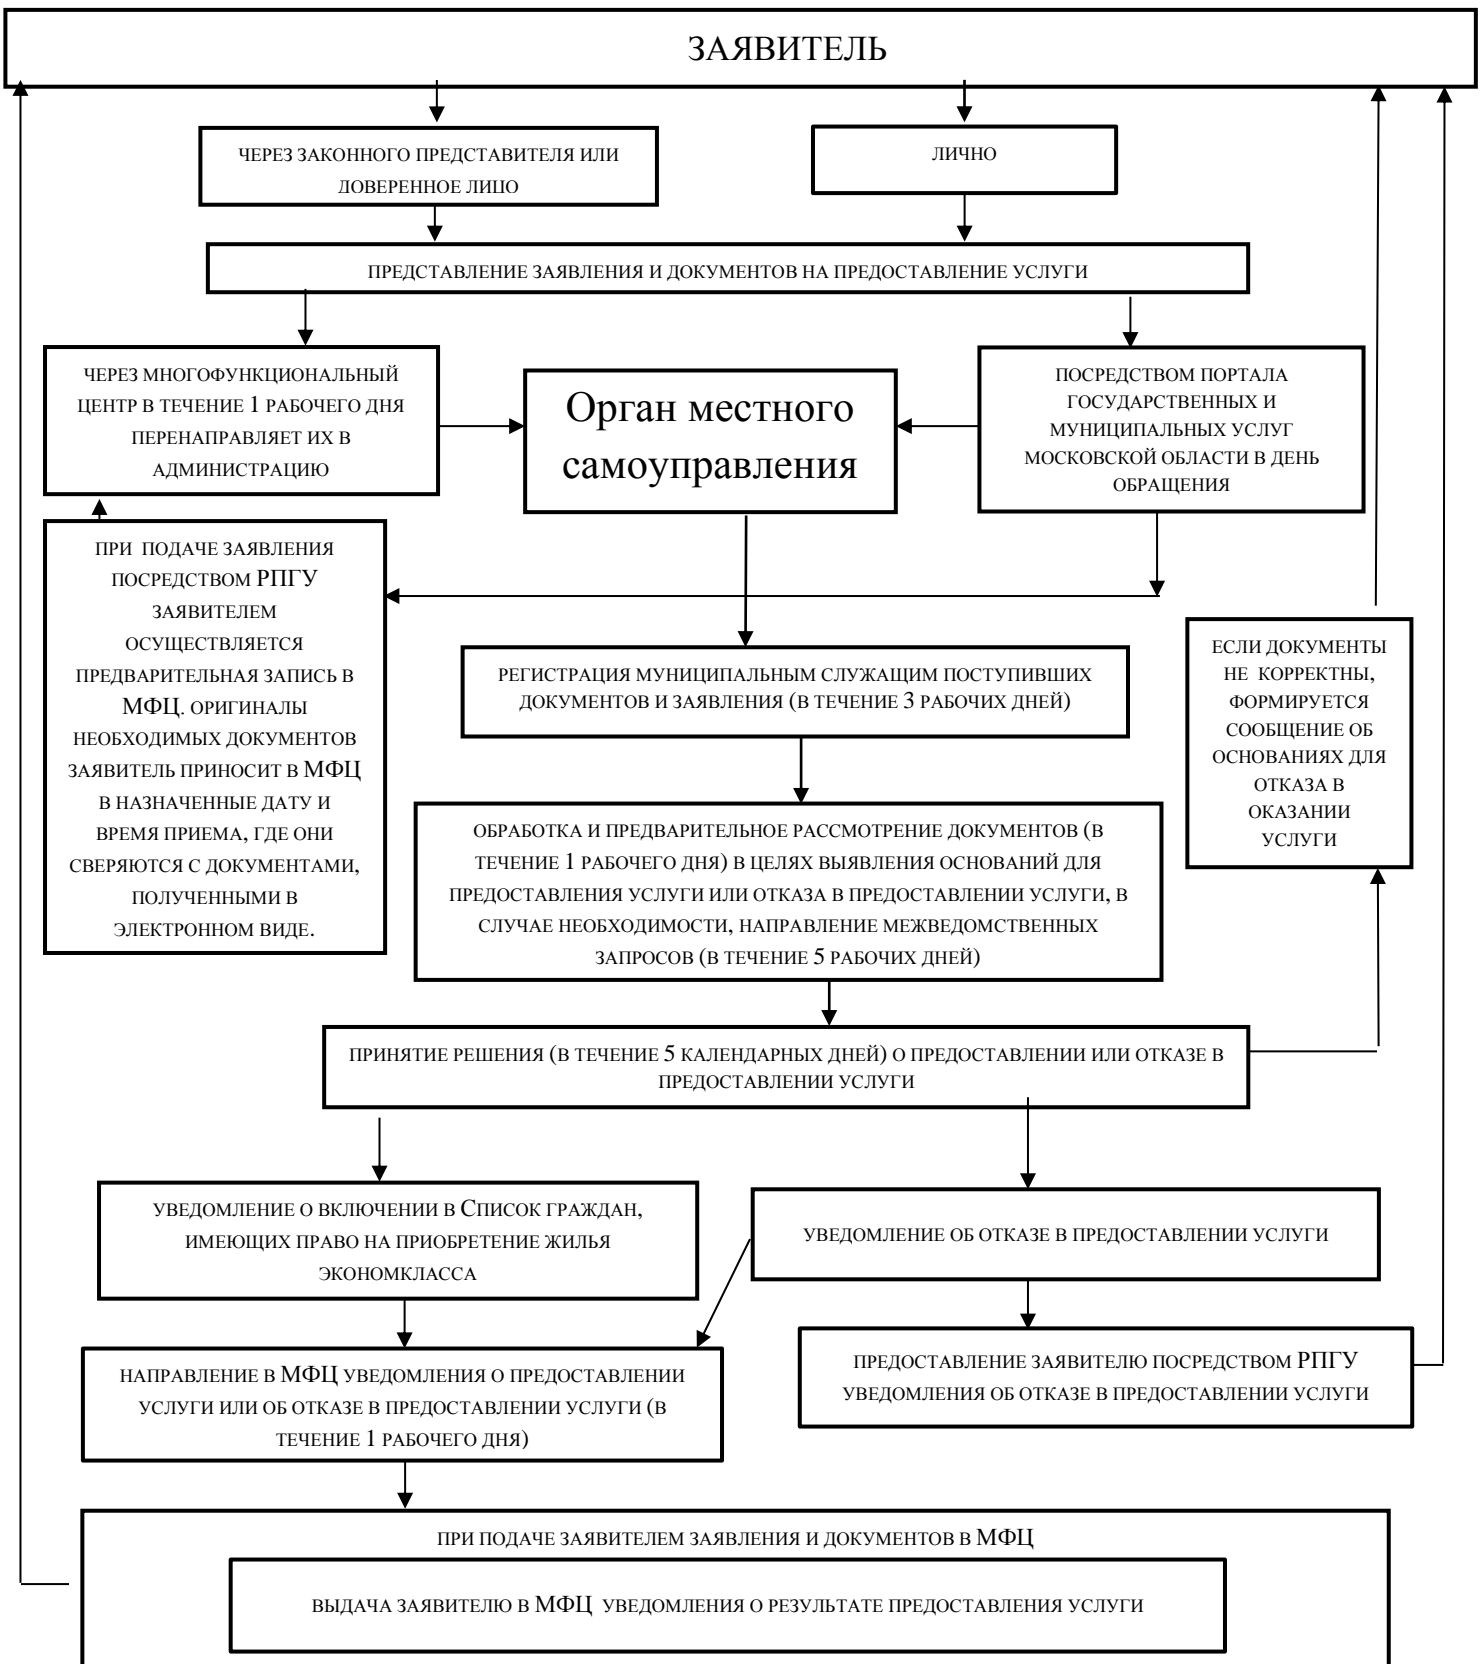 ЗАЯВИТЕЛЬ
ЧЕРЕЗ ЗАКОННОГО ПРЕДСТАВИТЕЛЯ ИЛИ
ДОВЕРЕННОЕ ЛИЦО
ЛИЧНО
ПРЕДСТАВЛЕНИЕ ЗАЯВЛЕНИЯ И ДОКУМЕНТОВ НА ПРЕДОСТАВЛЕНИЕ УСЛУГИ
ЧЕРЕЗ МНОГОФУНКЦИОНАЛЬНЫЙ
ЦЕНТР В ТЕЧЕНИЕ 1 РАБОЧЕГО ДНЯ
ПЕРЕНАПРАВЛЯЕТ ИХ В
АДМИНИСТРАЦИЮ
Орган местного
самоуправления
ПОСРЕДСТВОМ ПОРТАЛА
ГОСУДАРСТВЕННЫХ И
МУНИЦИПАЛЬНЫХ УСЛУГ
МОСКОВСКОЙ ОБЛАСТИ В ДЕНЬ
ОБРАЩЕНИЯ
ПРИ ПОДАЧЕ ЗАЯВЛЕНИЯ
ПОСРЕДСТВОМ РПГУ
ЗАЯВИТЕЛЕМ
ОСУЩЕСТВЛЯЕТСЯ
ПРЕДВАРИТЕЛЬНАЯ ЗАПИСЬ В
МФЦ. ОРИГИНАЛЫ
НЕОБХОДИМЫХ ДОКУМЕНТОВ
ЗАЯВИТЕЛЬ ПРИНОСИТ В МФЦ
В НАЗНАЧЕННЫЕ ДАТУ И
ВРЕМЯ ПРИЕМА, ГДЕ ОНИ
СВЕРЯЮТСЯ С ДОКУМЕНТАМИ,
ПОЛУЧЕННЫМИ В
ЭЛЕКТРОННОМ ВИДЕ.
РЕГИСТРАЦИЯ МУНИЦИПАЛЬНЫМ СЛУЖАЩИМ ПОСТУПИВШИХ
ДОКУМЕНТОВ И ЗАЯВЛЕНИЯ (В ТЕЧЕНИЕ 3 РАБОЧИХ ДНЕЙ)
ЕСЛИ ДОКУМЕНТЫ
НЕ КОРРЕКТНЫ,
ФОРМИРУЕТСЯ
СООБЩЕНИЕ ОБ
ОСНОВАНИЯХ ДЛЯ
ОТКАЗА В
ОКАЗАНИИ
УСЛУГИ
ОБРАБОТКА И ПРЕДВАРИТЕЛЬНОЕ РАССМОТРЕНИЕ ДОКУМЕНТОВ (В
ТЕЧЕНИЕ 1 РАБОЧЕГО ДНЯ) В ЦЕЛЯХ ВЫЯВЛЕНИЯ ОСНОВАНИЙ ДЛЯ
ПРЕДОСТАВЛЕНИЯ УСЛУГИ ИЛИ ОТКАЗА В ПРЕДОСТАВЛЕНИИ УСЛУГИ, В
СЛУЧАЕ НЕОБХОДИМОСТИ, НАПРАВЛЕНИЕ МЕЖВЕДОМСТВЕННЫХ
ЗАПРОСОВ (В ТЕЧЕНИЕ 5 РАБОЧИХ ДНЕЙ)
ПРИНЯТИЕ РЕШЕНИЯ (В ТЕЧЕНИЕ 5 КАЛЕНДАРНЫХ ДНЕЙ) О ПРЕДОСТАВЛЕНИИ ИЛИ ОТКАЗЕ В
ПРЕДОСТАВЛЕНИИ УСЛУГИ
УВЕДОМЛЕНИЕ О ВКЛЮЧЕНИИ В СПИСОК ГРАЖДАН,
ИМЕЮЩИХ ПРАВО НА ПРИОБРЕТЕНИЕ ЖИЛЬЯ
ЭКОНОМКЛАССА
УВЕДОМЛЕНИЕ ОБ ОТКАЗЕ В ПРЕДОСТАВЛЕНИИ УСЛУГИ
НАПРАВЛЕНИЕ В МФЦ УВЕДОМЛЕНИЯ О ПРЕДОСТАВЛЕНИИ
УСЛУГИ ИЛИ ОБ ОТКАЗЕ В ПРЕДОСТАВЛЕНИИ УСЛУГИ (В
ТЕЧЕНИЕ 1 РАБОЧЕГО ДНЯ)
ПРЕДОСТАВЛЕНИЕ ЗАЯВИТЕЛЮ ПОСРЕДСТВОМ РПГУ
УВЕДОМЛЕНИЯ ОБ ОТКАЗЕ В ПРЕДОСТАВЛЕНИИ УСЛУГИ
ПРИ ПОДАЧЕ ЗАЯВИТЕЛЕМ ЗАЯВЛЕНИЯ И ДОКУМЕНТОВ В МФЦ
ВЫДАЧА ЗАЯВИТЕЛЮ В МФЦ УВЕДОМЛЕНИЯ О РЕЗУЛЬТАТЕ ПРЕДОСТАВЛЕНИЯ УСЛУГИ